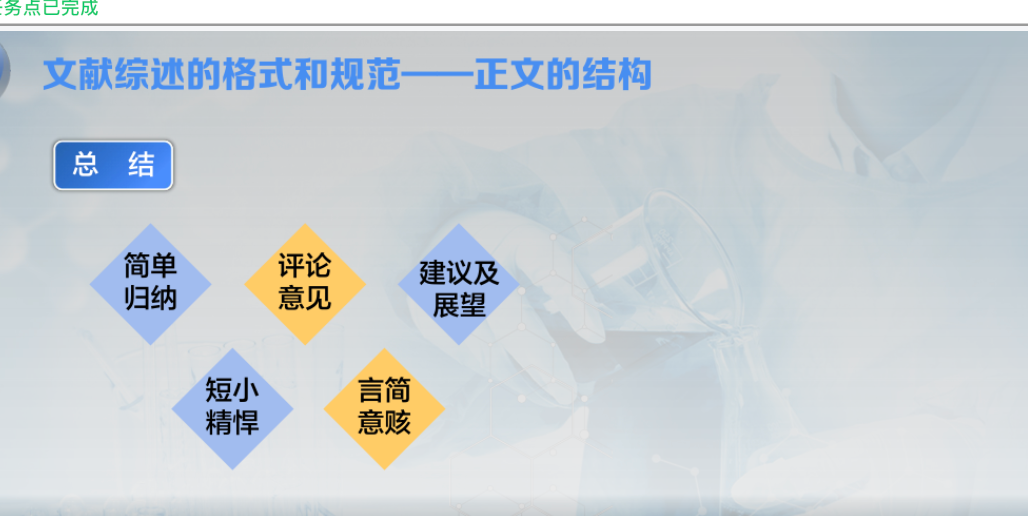 任务点已完成
文献综述的格式和规范——正文的结构
总 结
简单
归纳
评论
意见
建议及
展望
短小
精悍
言简
意赅